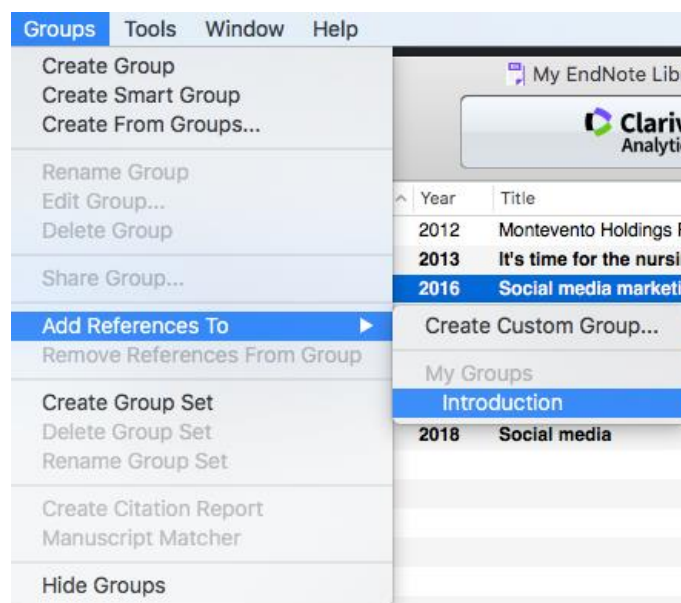 Groups Tools Window Help
Create Group
Create Smart Group
Create From Groups...
Rename Group
Edit Group...
Delete Group
Share Group...
Add References To
Remove References From Group
Create Group Set
Delete Group Set
Rename Group Set
Create Citation Report
Manuscript Matcher
Hide Groups
My EndNote Lib
Clariv
Analyti
Year Title
2012 Montevento Holdings
2013 It's time for the nursi
2016 Social media marketi
Create Custom Group...
My Groups
Introduction
2018 Social media